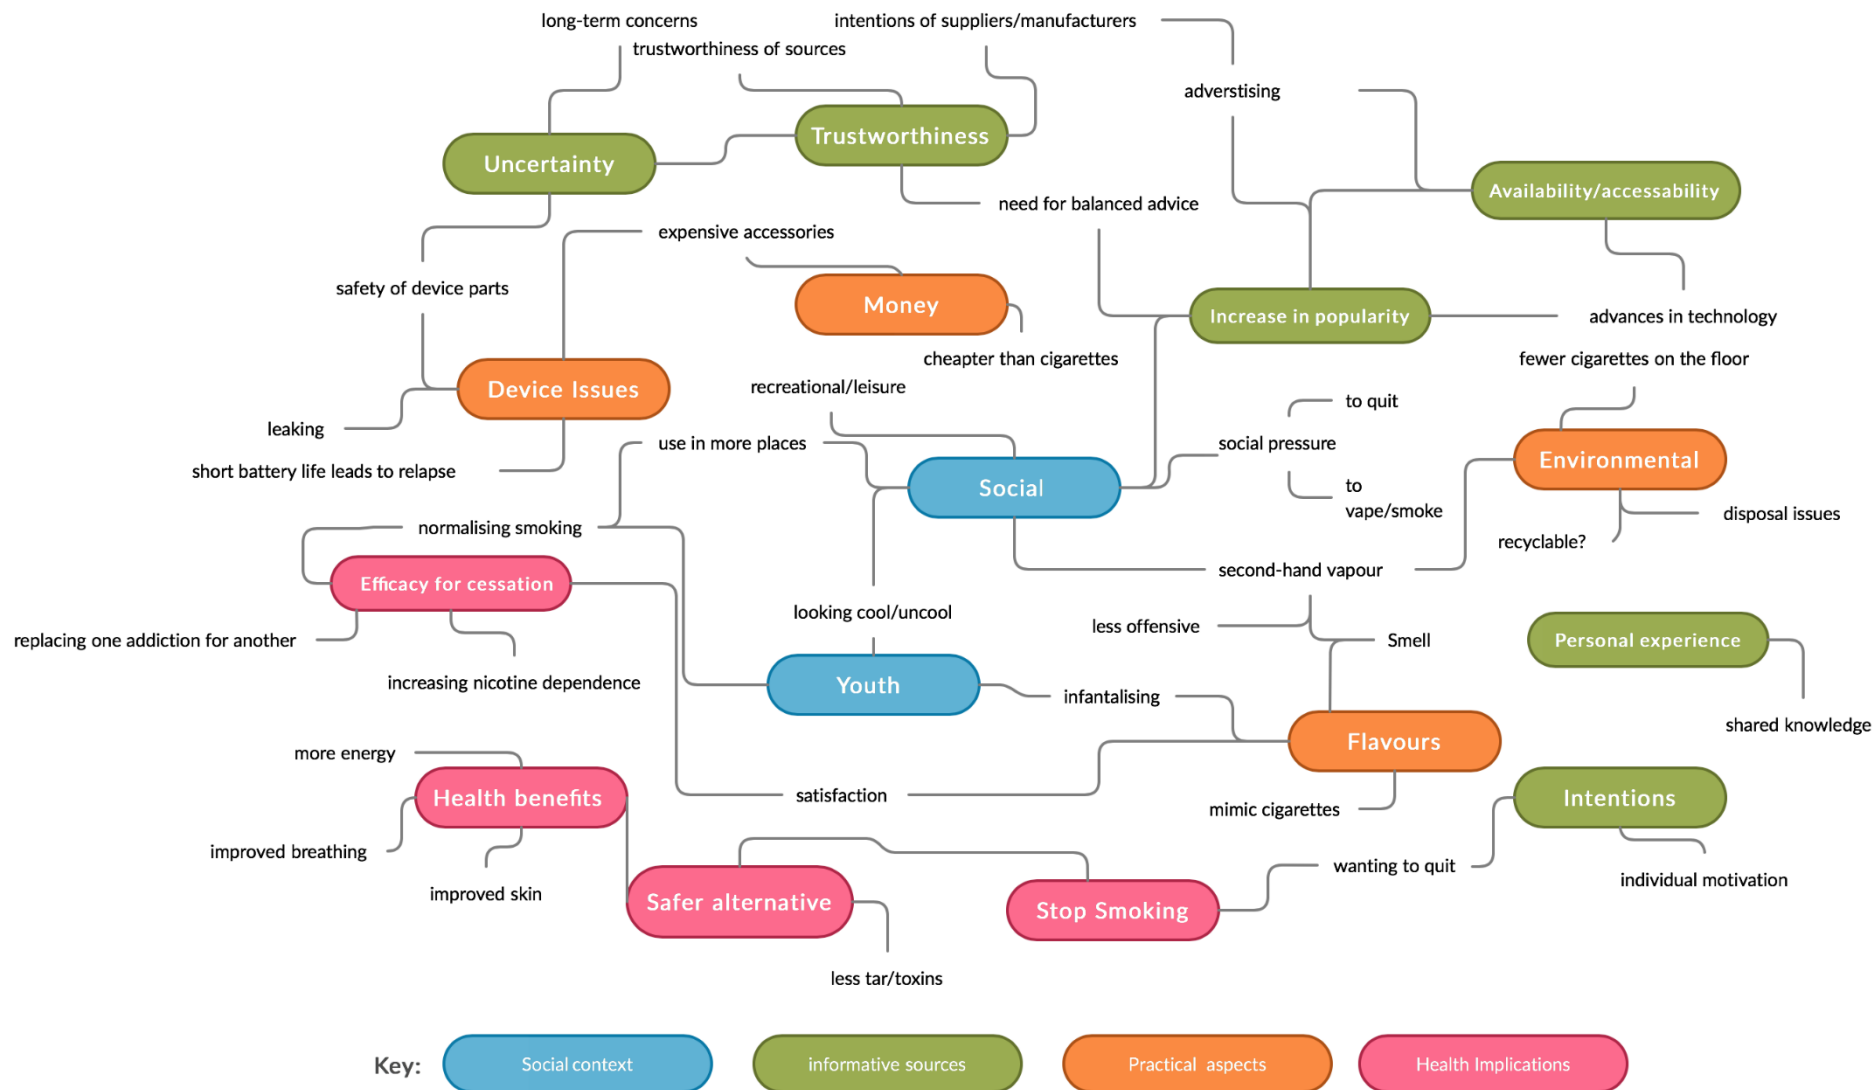 long-term concerns
intentions of suppliers/manufacturers
trustworthiness of sources
adverstising
Trustworthiness
Uncertainty
Availability/accessability
need for balanced advice
expensive accessories
safety of device parts
Money
Increase in popularity
advances in technology
cheapter than cigarettes
fewer cigarettes on the floor
Device Issues
recreational/leisure
to quit
leaking
use in more places
social pressure
short battery life leads to relapse
Environmental
Social
to
vape/smoke
normalising smoking
disposal issues
recyclable?
Efficacy for cessation
second-hand vapour
looking cool/uncool
less offensive
Smell
Personal experience
replacing one addiction for another
increasing nicotine dependence
Youth
infantalising
shared knowledge
Flavours
more energy
Health benefits
satisfaction
mimic cigarettes
Intentions
improved breathing
wanting to quit
improved skin
individual motivation
Safer alternative
Stop Smoking
less tar/toxins
Key:
Social context
informative sources
Practical aspects
Health Implications